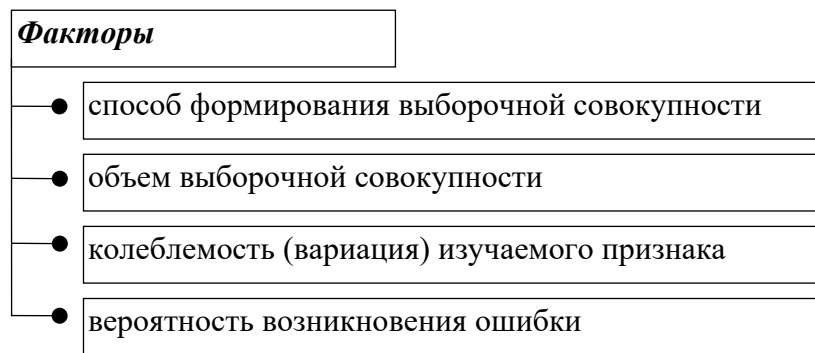 Факторы
способ формирования выборочной совокупности
объем выборочной совокупности
колеблемость (вариация) изучаемого признака
вероятность возникновения ошибки